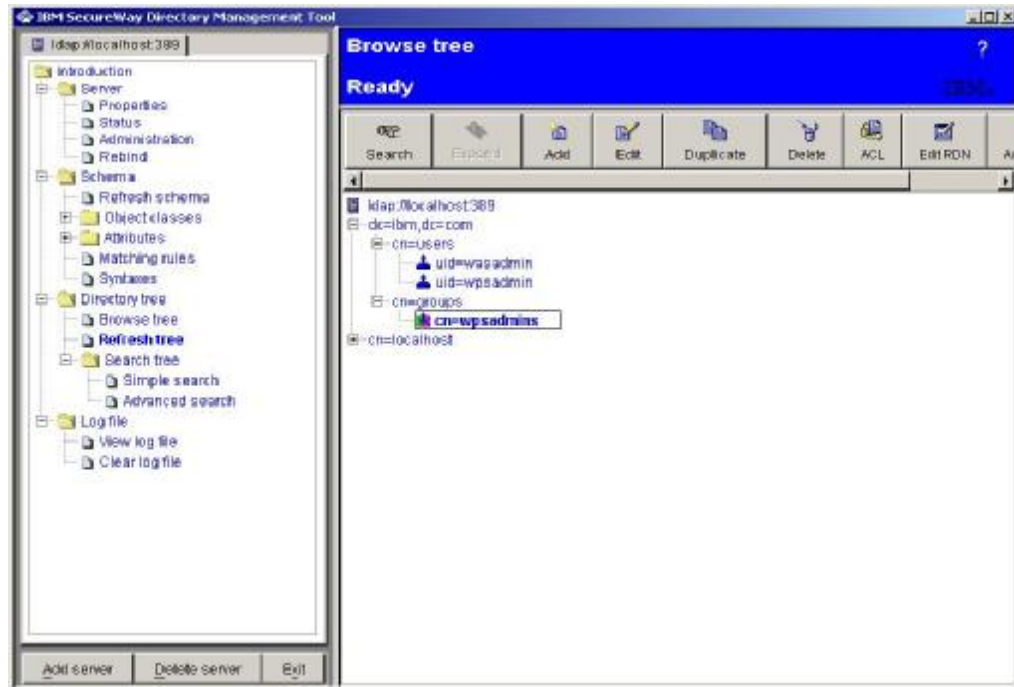 IBM SecureWay Directory Management Tool
ldap://localhost:389
Introduction
Server
Properties
Status
Administration
Rebind
Schema
Refresh schema
Object classes
Attributes
Matching rules
Syntaxes
Directory tree
Browse tree
Refresh tree
Search tree
Simple search
Advanced search
Log file
View log file
Clear log file
Add server Delete server Exit
Browse tree ?
Ready IBM
Search Expand Add Edit Duplicate Delete ACL Edit RDN
ldap://localhost:389
dc=ibm,dc=com
cn=users
uid=wasadmin
uid=wpsadmin
cn=groups
cn=wpsadmins
cn=localhost